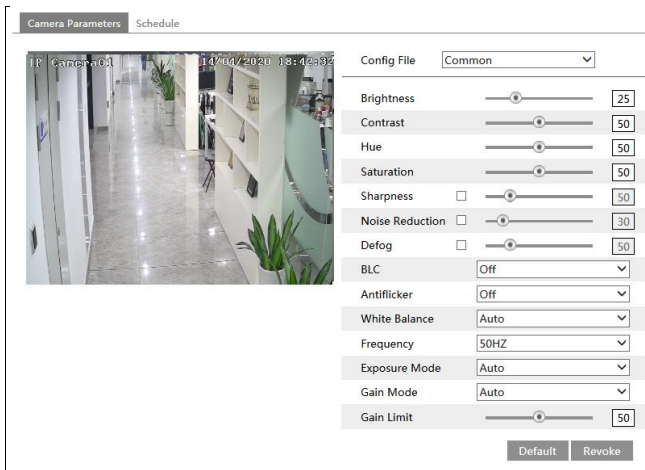 Camera Parameters Schedule
IP Camera01 14/04/2020 18:42:32
Config File Common
Brightness 25
Contrast 50
Hue 50
Saturation 50
Sharpness 50
Noise Reduction 30
Defog 50
BLC Off
Antiflicker Off
White Balance Auto
Frequency 50HZ
Exposure Mode Auto
Gain Mode Auto
Gain Limit 50
Default Revoke